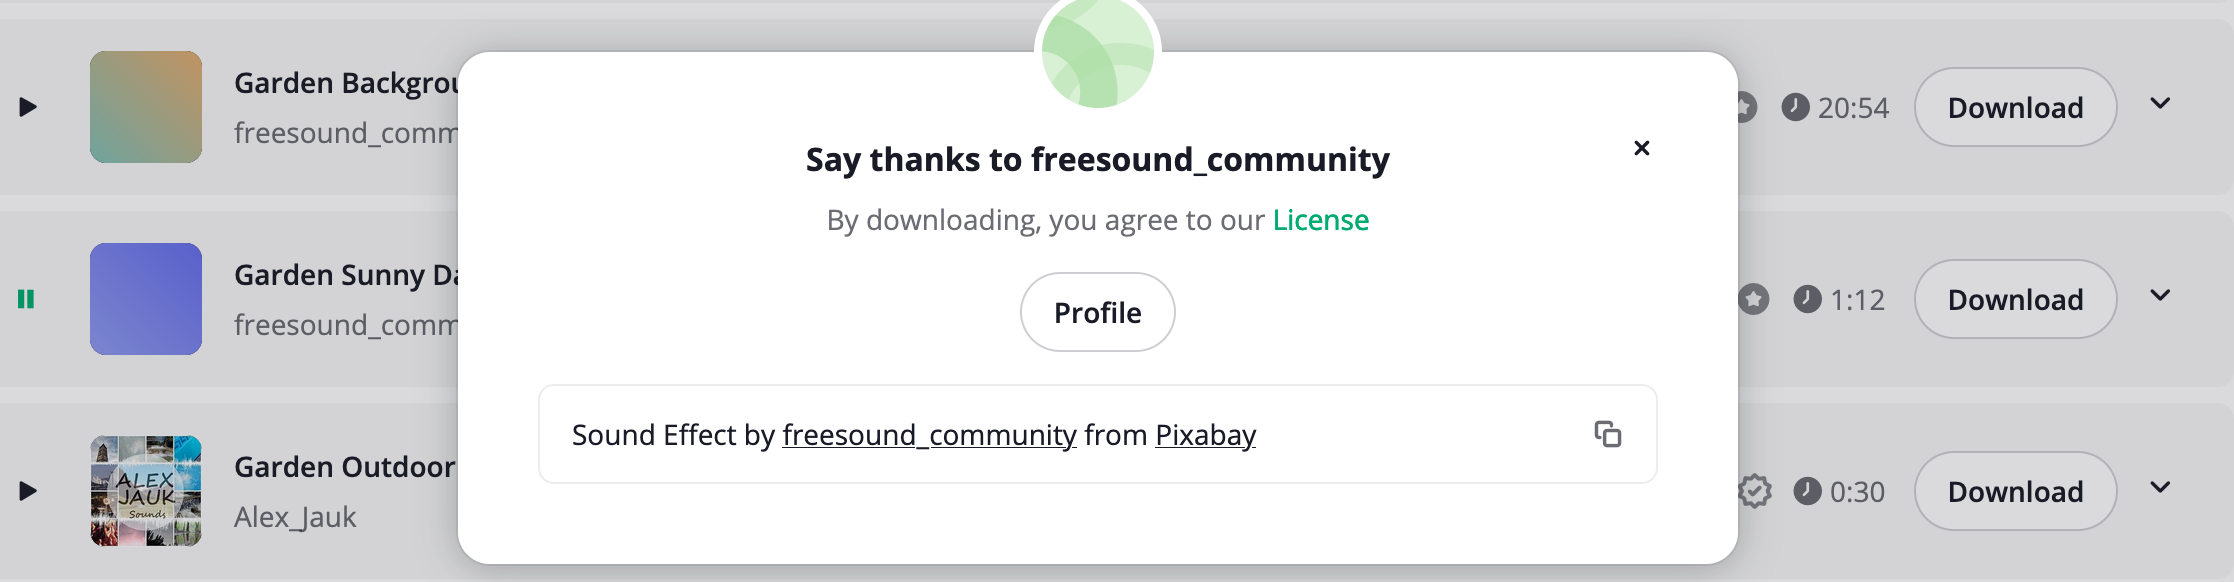 Garden Backgrou
freesound_comm
20:54
Download
Say thanks to freesound_community
By downloading, you agree to our License
Profile
Garden Sunny Da
freesound_comm
1:12
Download
Sound Effect by freesound_community from Pixabay
Garden Outdoor
Alex_Jauk
ALEX
JAUK
Sounds
0:30
Download